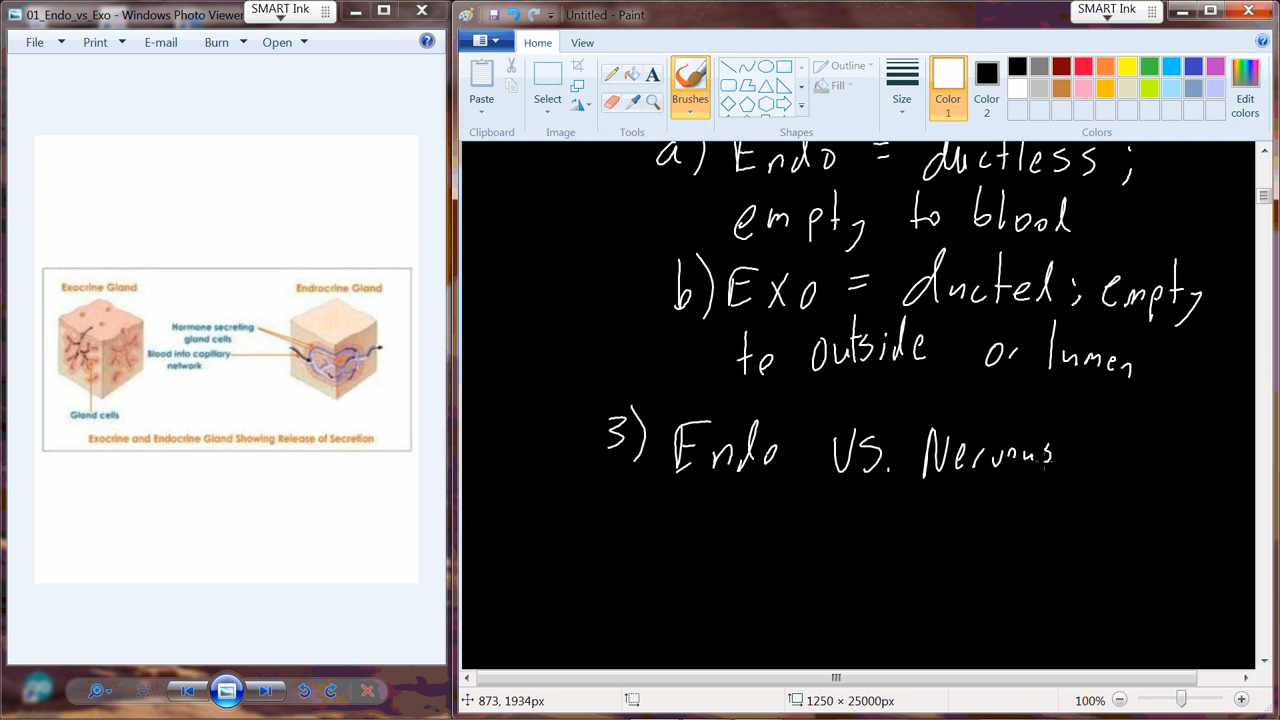 01_Endo_vs_Exo - Windows Photo Viewer
SMART Ink
File
Print
E-mail
Burn
Open
Exocrine Gland
Endrocrine Gland
Hormone secreting
gland cells
Blood into capillary
network
Gland cells
Exocrine and Endocrine Gland Showing Release of Secretion
Untitled - Paint
SMART Ink
Home
View
Paste
Select
Brushes
Outline
Fill
Size
Color
1
Color
2
Edit
colors
Clipboard
Image
Tools
Shapes
Colors
a) Endo = ductless ;
empty to blood
b) Exo = ducted ; empty
to outside or lumen
3) Endo VS. Nervous
873, 1934px
1250 × 25000px
100%